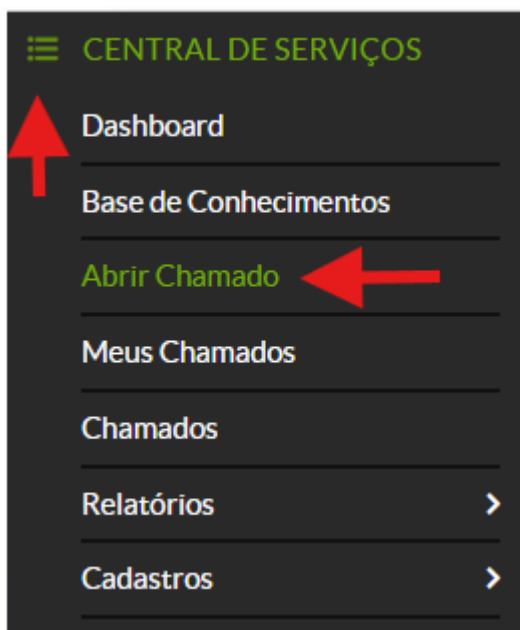 CENTRAL DE SERVIÇOS
Dashboard
Base de Conhecimentos
Abrir Chamado
Meus Chamados
Chamados
Relatórios
Cadastros